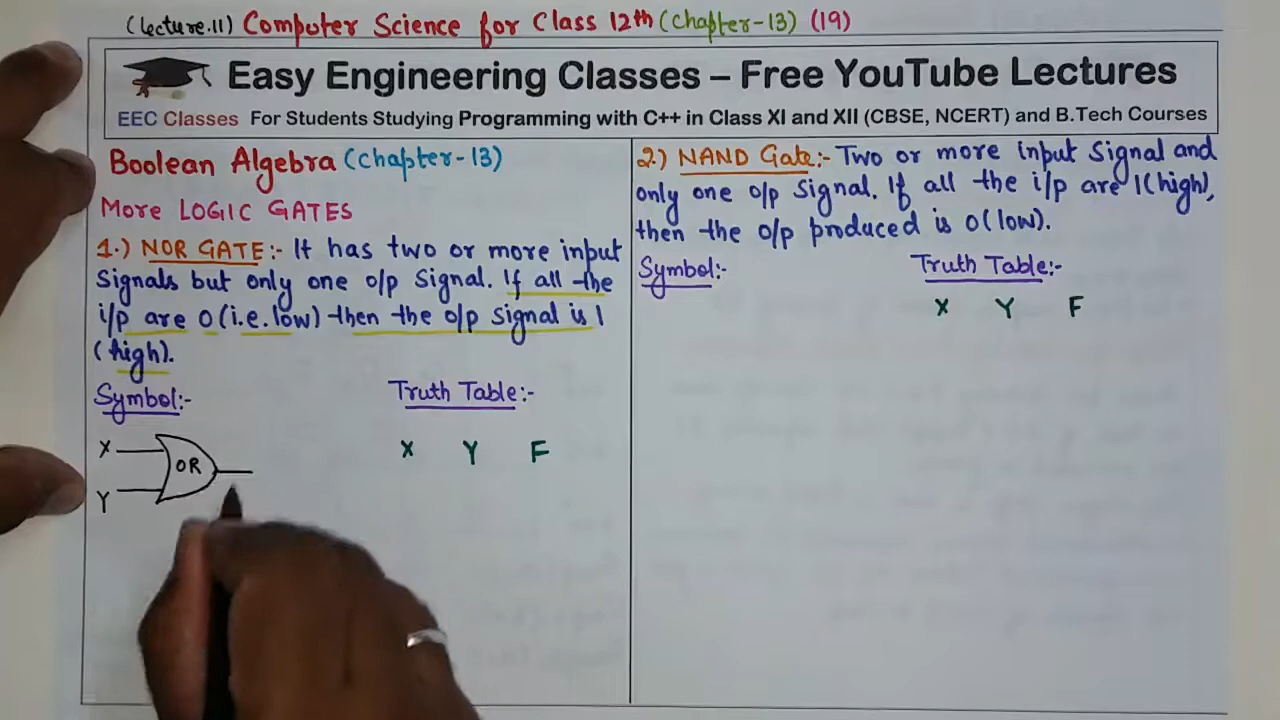 (Lecture.11) Computer Science for Class 12th (Chapter-13) (19)
Easy Engineering Classes – Free YouTube Lectures
EEC Classes For Students Studying Programming with C++ in Class XI and XII (CBSE, NCERT) and B.Tech Courses
Boolean Algebra (Chapter-13)
More LOGIC GATES
1.) NOR GATE:- It has two or more input
Signals but only one o/p Signal. If all the
i/p are 0 (i.e. low) then the o/p signal is 1
(high).
Symbol:-
Truth Table:-
X Y F
X
OR
Y
2.) NAND Gate:- Two or more input Signal and
only one o/p Signal. If all the i/p are 1(high),
then the o/p produced is 0(low).
Symbol:-
Truth Table:-
X Y F